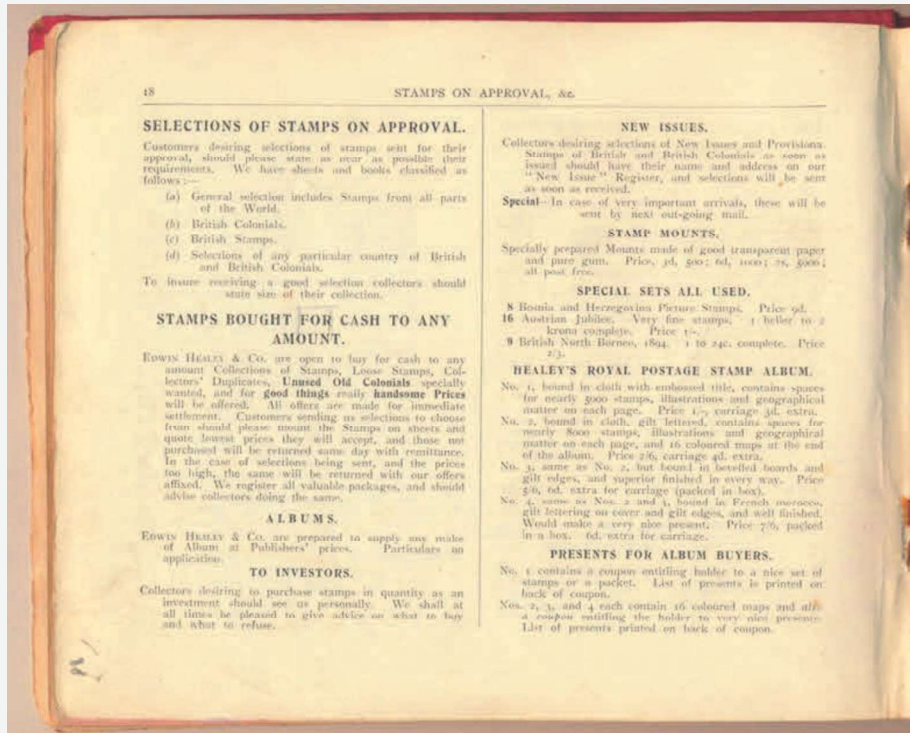 18
STAMPS ON APPROVAL, &c.
SELECTIONS OF STAMPS ON APPROVAL.
Customers desiring selections of stamps sent for their
approval, should please state as near as possible their
requirements. We have sheets and books classified as
follows :—
(a) General selection includes Stamps from all parts
of the World.
(b) British Colonials.
(c) British Stamps.
(d) Selections of any particular country of British
and British Colonials.
To insure receiving a good selection collectors should
state size of their collection.
STAMPS BOUGHT FOR CASH TO ANY
AMOUNT.
EDWIN HEALEY & CO. are open to buy for cash to any
amount Collections of Stamps, Loose Stamps, Col-
lectors' Duplicates, Unused Old Colonials specially
wanted, and for good things really handsome Prices
will be offered. All offers are made for immediate
settlement. Customers sending us selections to choose
from should please mount the Stamps on sheets and
quote lowest prices they will accept, and those not
purchased will be returned same day with remittance.
In the case of selections being sent, and the prices
too high, the same will be returned with our offers
affixed. We register all valuable packages, and should
advise collectors doing the same.
ALBUMS.
EDWIN HEALEY & CO. are prepared to supply any make
of Album at Publishers' prices. Particulars on
application.
TO INVESTORS.
Collectors desiring to purchase stamps in quantity as an
investment should see us personally. We shall at
all times be pleased to give advice on what to buy
and what to refuse.
NEW ISSUES.
Collectors desiring selections of New Issues and Provisional
Stamps of British and British Colonials as soon as
issued should have their name and address on our
"New Issue" Register, and selections will be sent
as soon as received.
Special—In case of very important arrivals, these will be
sent by next out-going mail.
STAMP MOUNTS.
Specially prepared Mounts made of good transparent paper
and pure gum. Price, 3d, 500; 6d, 1000; 2s, 5000;
all post free.
SPECIAL SETS ALL USED.
8 Bosnia and Herzegovina Picture Stamps. Price 9d.
16 Austrian Jubilee. Very fine stamps. 1 heller to 2
krona complete. Price 1/-.
9 British North Borneo, 1894. 1 to 24c. complete. Price
2/3.
HEALEY'S ROYAL POSTAGE STAMP ALBUM.
No. 1, bound in cloth with embossed title, contains spaces
for nearly 5000 stamps, illustrations and geographical
matter on each page. Price 1/-, carriage 3d. extra.
No. 2, bound in cloth, gilt lettered, contains spaces for
nearly 8000 stamps, illustrations and geographical
matter on each page, and 16 coloured maps at the end
of the album. Price 2/6, carriage 4d. extra.
No. 3, same as No. 2, but bound in bevelled boards and
gilt edges, and superior finished in every way. Price
5/6, 6d. extra for carriage (packed in box).
No. 4, same as Nos. 2 and 3, bound in French morocco,
gilt lettering on cover and gilt edges, and well finished.
Would make a very nice present. Price 7/6, packed
in a box. 6d. extra for carriage.
PRESENTS FOR ALBUM BUYERS.
No. 1 contains a coupon entitling holder to a nice set of
stamps or a packet. List of presents is printed on
back of coupon.
Nos. 2, 3, and 4 each contain 16 coloured maps and also
a coupon entitling the holder to very nice presents.
List of presents printed on back of coupon.